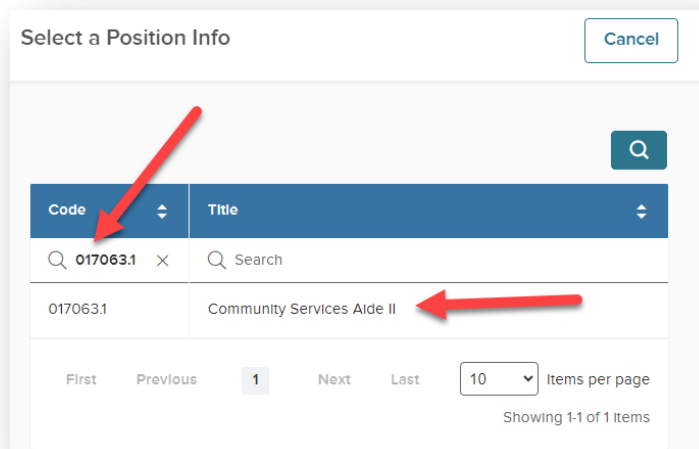 Select a Position Info
Cancel
Code Title
017063.1 Search
017063.1 Community Services Aide II
First Previous 1 Next Last 10 Items per page
Showing 1-1 of 1 Items